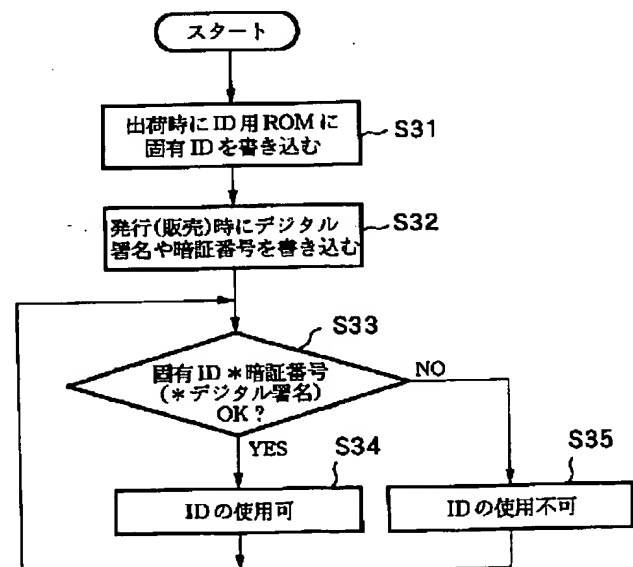 スタート
出荷時にID用ROMに
固有IDを書き込む
S31
発行(販売)時にデジタル
署名や暗証番号を書き込む
S32
S33
固有ID*暗証番号
(*デジタル署名)
OK?
NO
YES
S34
S35
IDの使用可
IDの使用不可